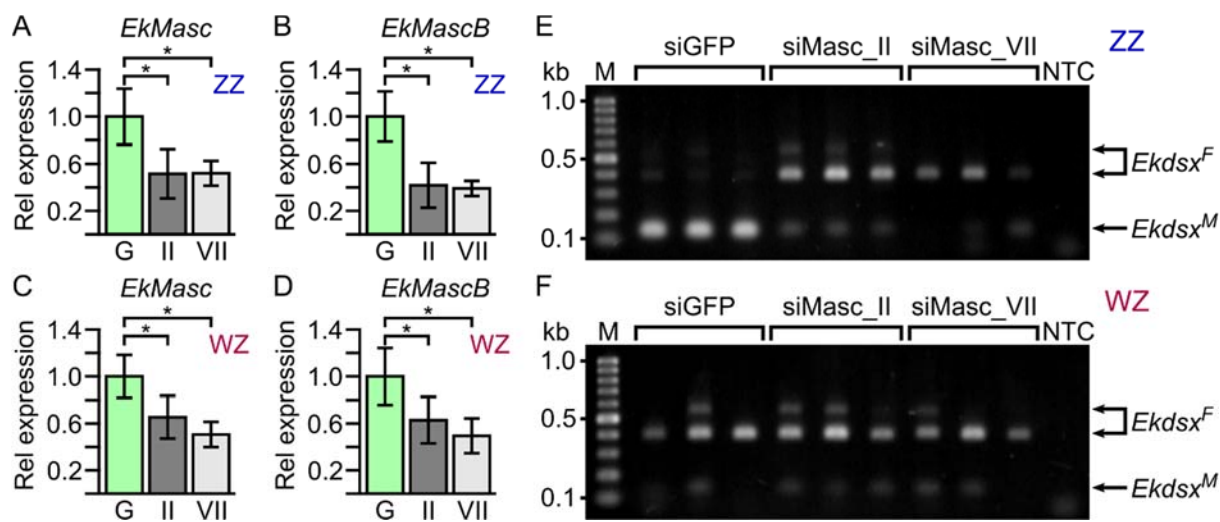 A
EkMasc
*
*
ZZ
Rel expression
1.4
1.0
0.6
0.2
G II VII
B
EkMascB
*
*
ZZ
Rel expression
1.4
1.0
0.6
0.2
G II VII
C
EkMasc
*
*
WZ
Rel expression
1.4
1.0
0.6
0.2
G II VII
D
EkMascB
*
*
WZ
Rel expression
1.4
1.0
0.6
0.2
G II VII
E
ZZ
siGFP siMasc_II siMasc_VII
kb M NTC
1.0
0.5
0.1
Ekdsx^F
Ekdsx^M
F
WZ
siGFP siMasc_II siMasc_VII
kb M NTC
1.0
0.5
0.1
Ekdsx^F
Ekdsx^M